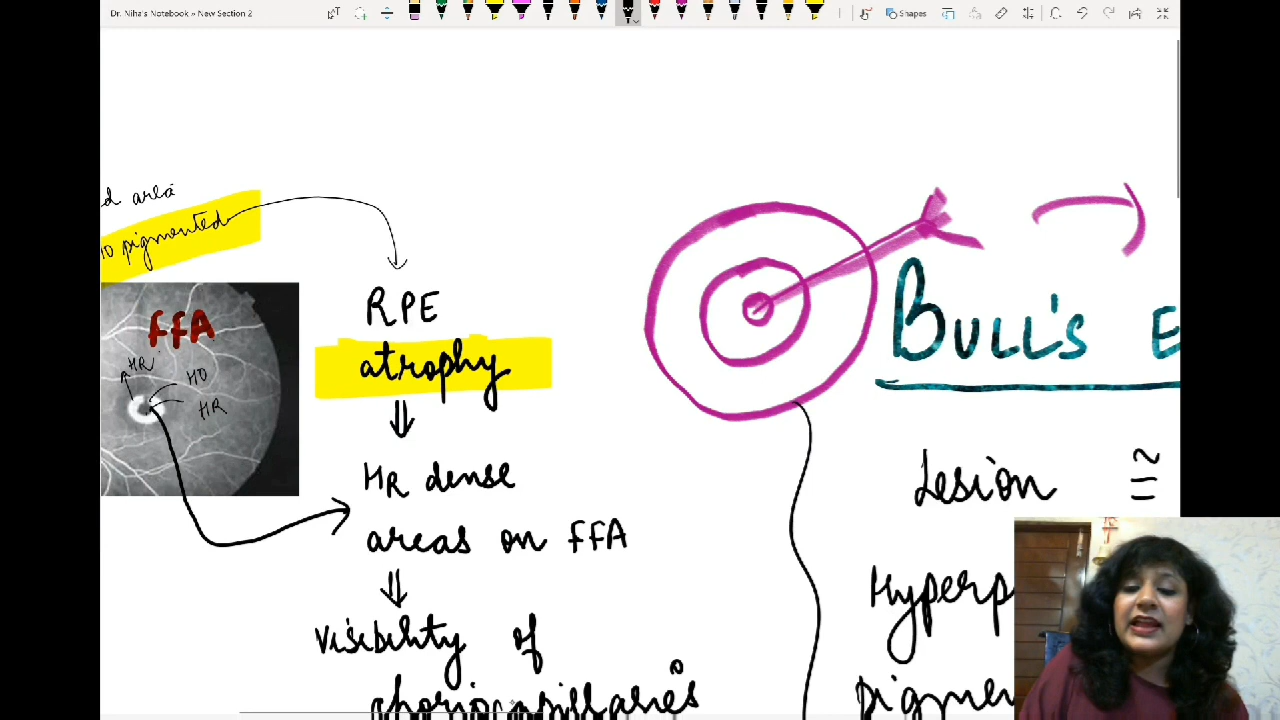 Dr. Niha's Notebook » New Section 2
Shapes
d area
pigmented
FFA
HR
HO
HR
RPE
atrophy
HR dense
areas on FFA
Visibility of
choriocapillaries
BULL'S E
Lesion ≅
Hyperp
pigmen